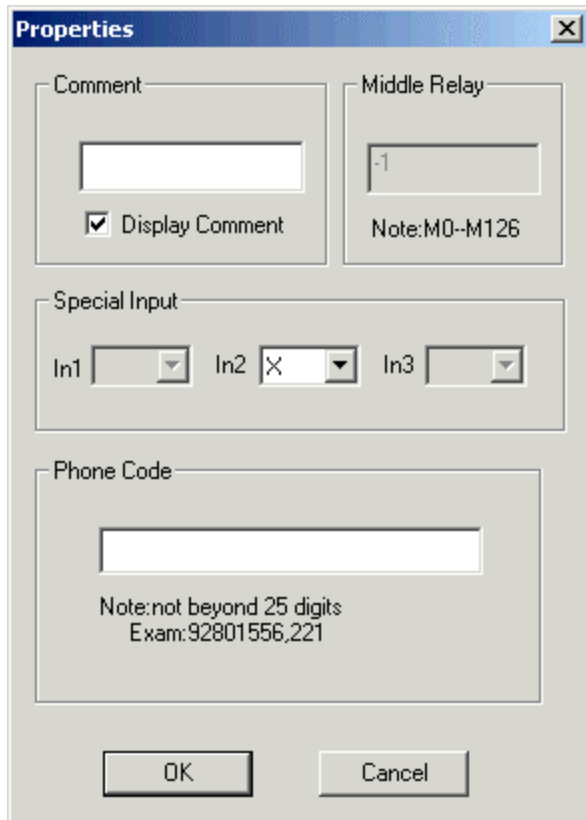 Properties
Comment
Middle Relay
-1
Display Comment
Note:M0--M126
Special Input
In1
In2 X
In3
Phone Code
Note:not beyond 25 digits
Exam:92801556,221
OK
Cancel